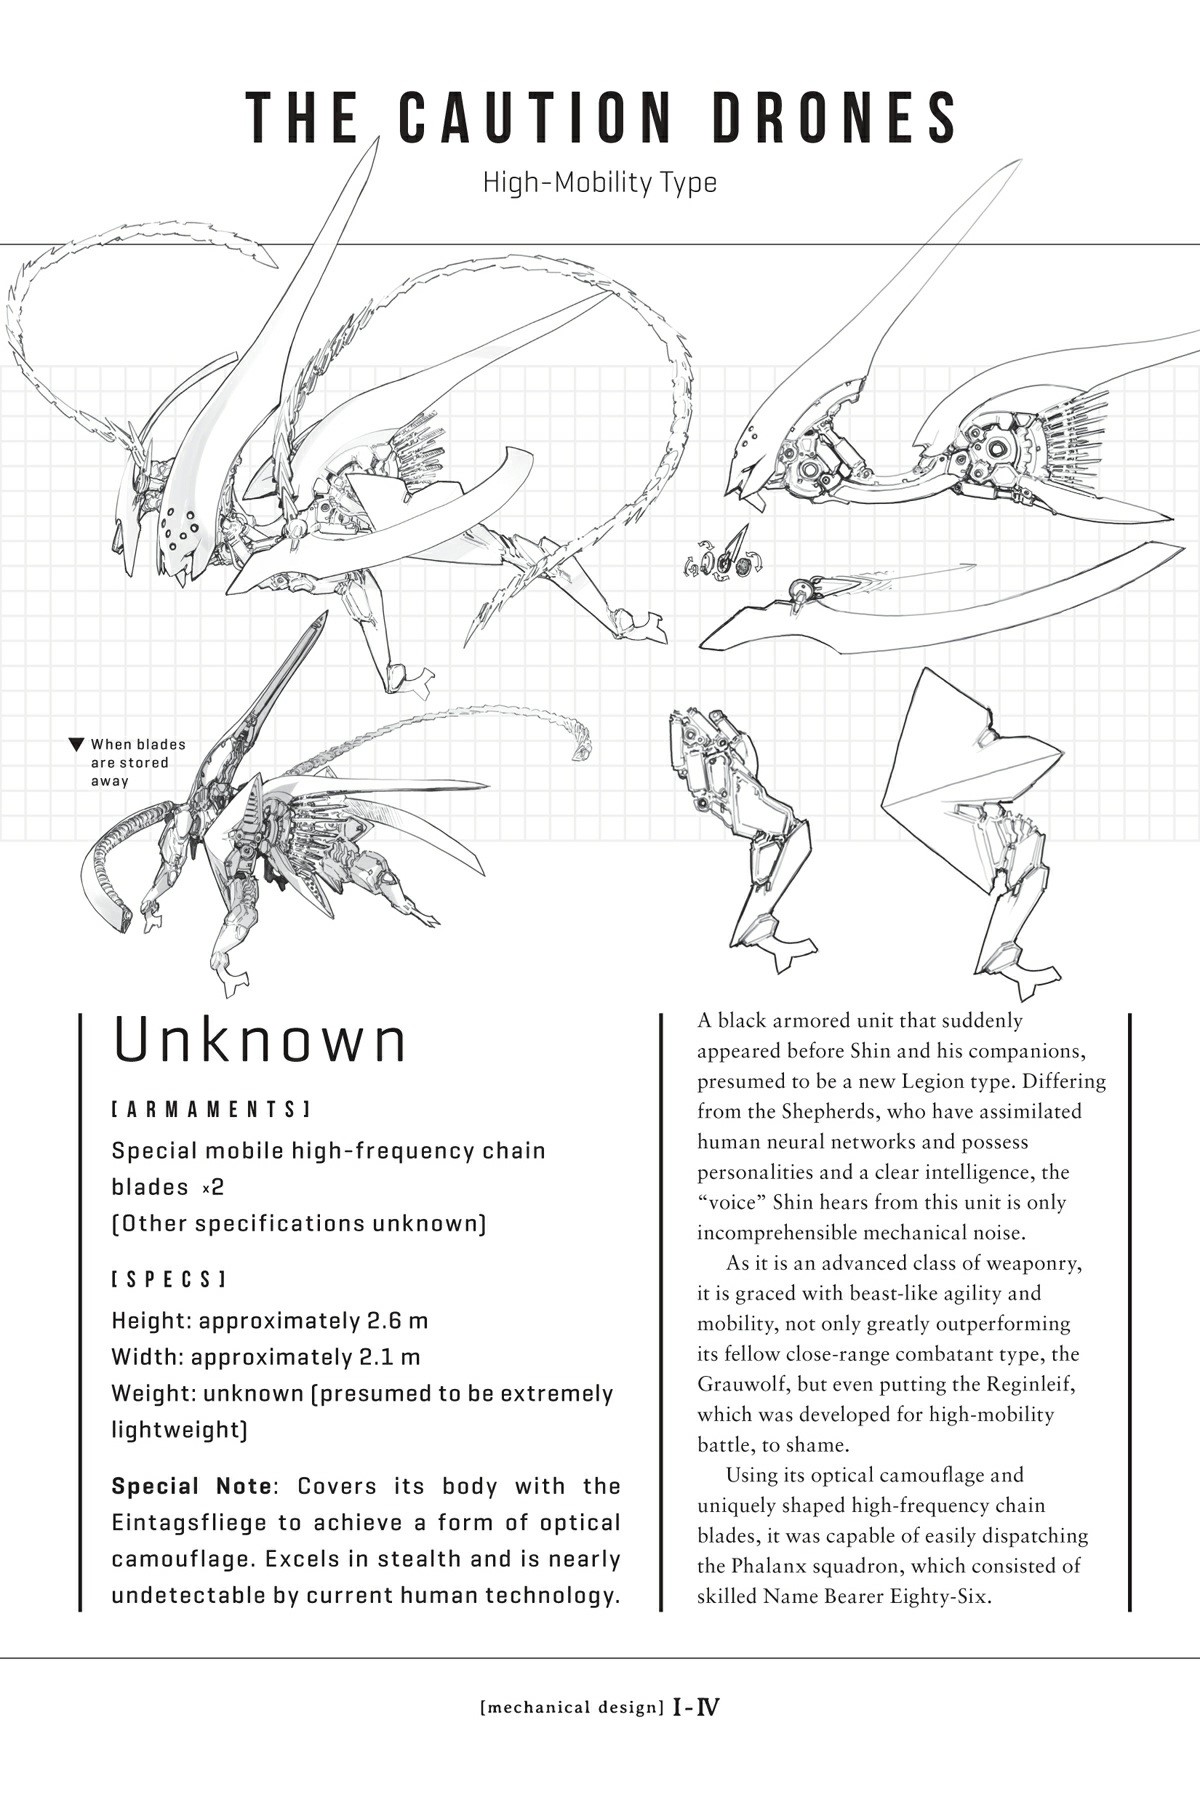 THE CAUTION DRONES
High-Mobility Type
▼ When blades
are stored
away
Unknown
[ARMAMENTS]
Special mobile high-frequency chain
blades ×2
(Other specifications unknown)
[SPECS]
Height: approximately 2.6 m
Width: approximately 2.1 m
Weight: unknown (presumed to be extremely
lightweight)
Special Note: Covers its body with the
Eintagsfliege to achieve a form of optical
camouflage. Excels in stealth and is nearly
undetectable by current human technology.
A black armored unit that suddenly
appeared before Shin and his companions,
presumed to be a new Legion type. Differing
from the Shepherds, who have assimilated
human neural networks and possess
personalities and a clear intelligence, the
“voice” Shin hears from this unit is only
incomprehensible mechanical noise.
As it is an advanced class of weaponry,
it is graced with beast-like agility and
mobility, not only greatly outperforming
its fellow close-range combatant type, the
Grauwolf, but even putting the Reginleif,
which was developed for high-mobility
battle, to shame.
Using its optical camouflage and
uniquely shaped high-frequency chain
blades, it was capable of easily dispatching
the Phalanx squadron, which consisted of
skilled Name Bearer Eighty-Six.
[mechanical design] I-IV